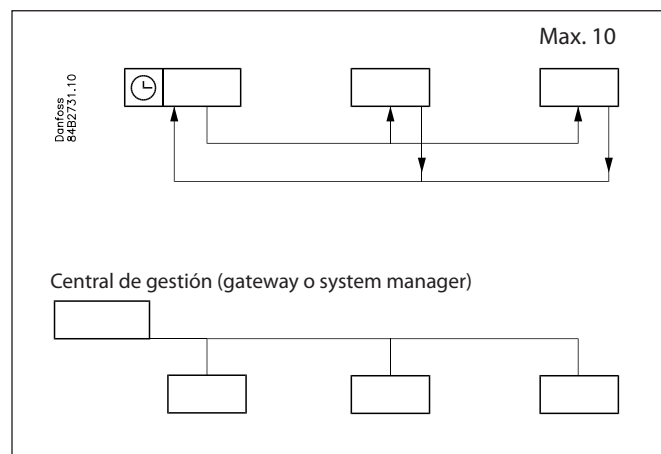 Max. 10
Danfoss
84B2731.10
Central de gestión (gateway o system manager)